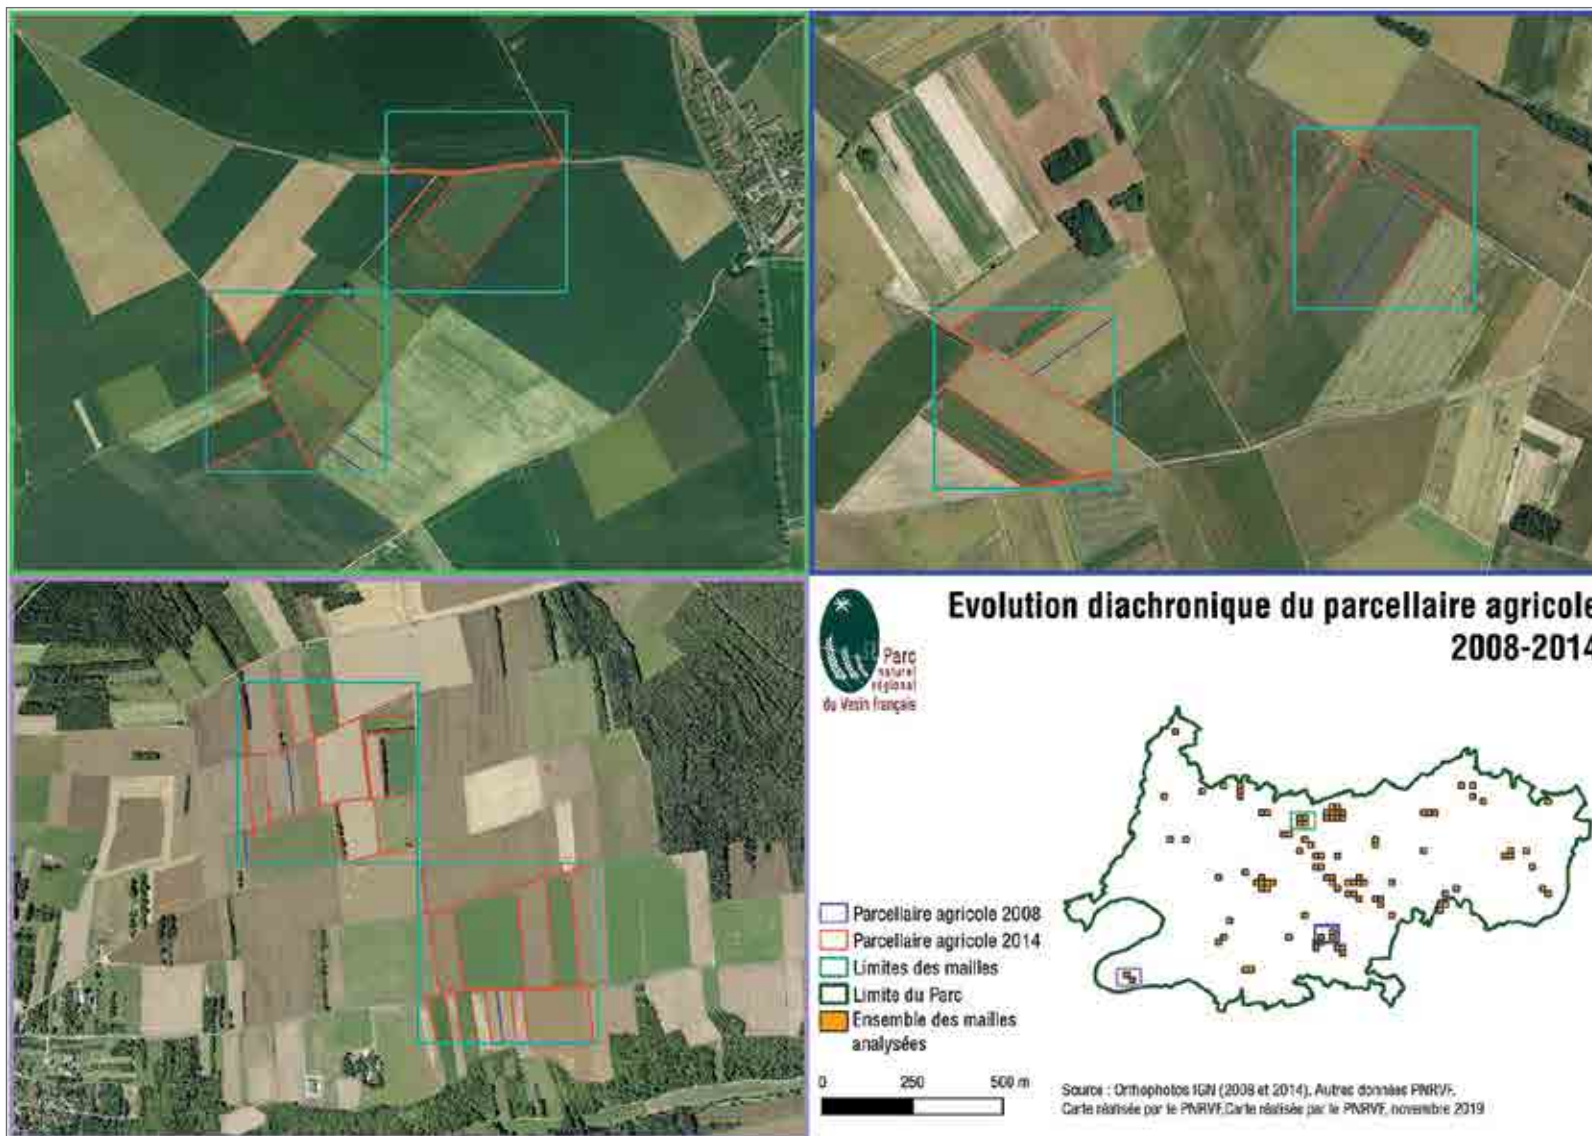 Evolution diachronique du parcellaire agricole
2008-2014
Parc
naturel
régional
du Vexin français
Parcellaire agricole 2008
Parcellaire agricole 2014
Limites des mailles
Limite du Parc
Ensemble des mailles
analysées
0 250 500 m
Source : Orthophotos IGN (2008 et 2014), Autres données PNRVF,
Carte réalisée par le PNRVF,Carte réalisée par le PNRVF, novembre 2019